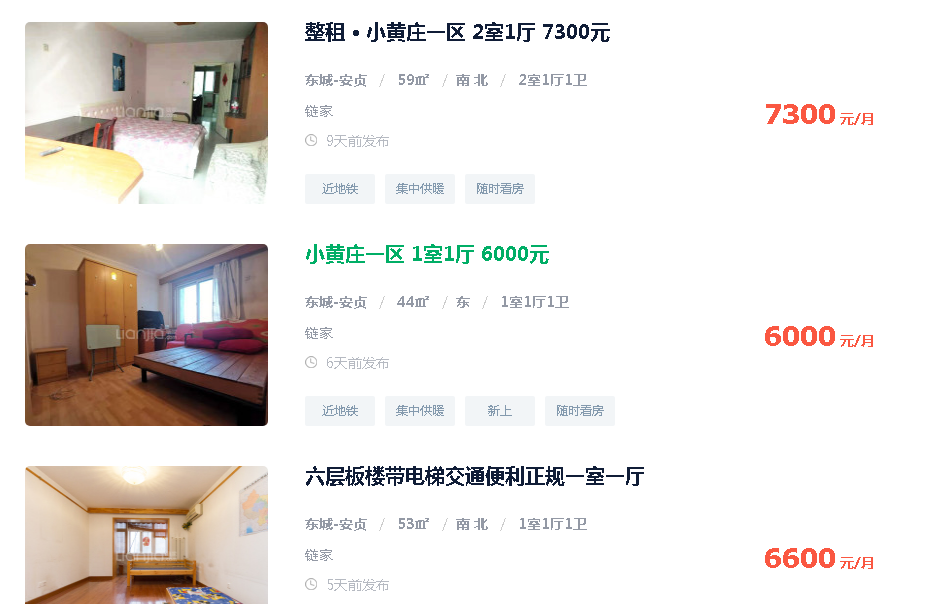 整租 • 小黄庄一区 2室1厅 7300元
东城-安贞 / 59㎡ / 南 北 / 2室1厅1卫
链家
7300 元/月
9天前发布
近地铁 集中供暖 随时看房
lianjia
小黄庄一区 1室1厅 6000元
东城-安贞 / 44㎡ / 东 / 1室1厅1卫
链家
6000 元/月
6天前发布
近地铁 集中供暖 新上 随时看房
lianjia
六层板楼带电梯交通便利正规一室一厅
东城-安贞 / 53㎡ / 南 北 / 1室1厅1卫
链家
6600 元/月
5天前发布
lianjia